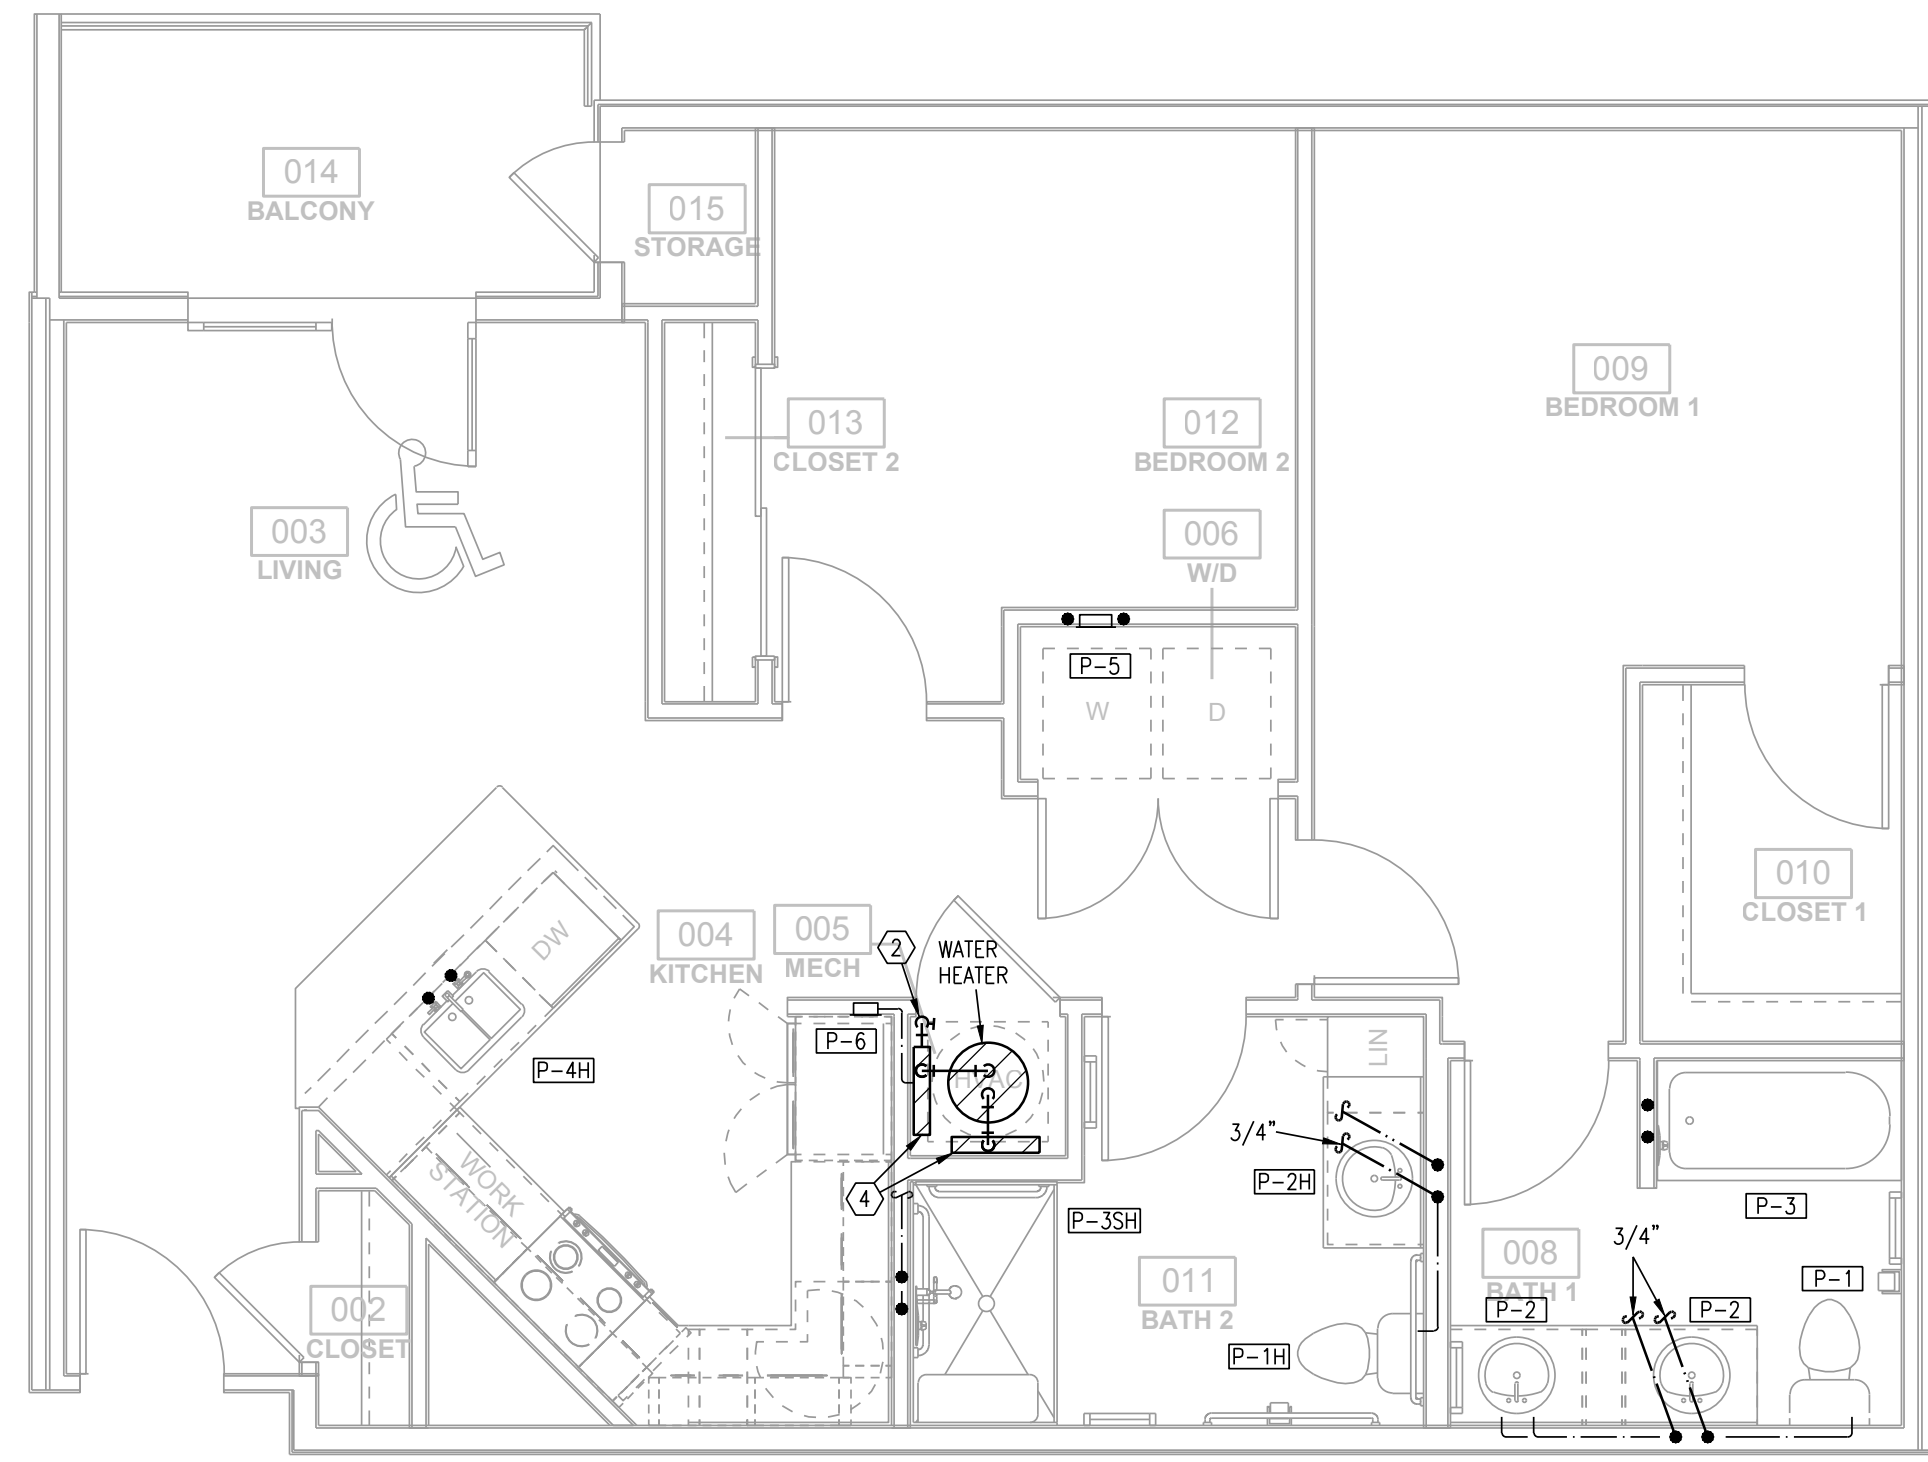 014
BALCONY
015
STORAGE
009
BEDROOM 1
013
CLOSET 2
012
BEDROOM 2
003
LIVING
006
W/D
P-5
W
D
010
CLOSET 1
004
KITCHEN
005
MECH
2
WATER
HEATER
DW
P-6
P-4H
HVAC
LIN
3/4"
P-2H
4
WORK
STATION
P-3SH
P-3
3/4"
008
BATH 1
P-2
P-2
P-1
011
BATH 2
002
CLOSET
P-1H